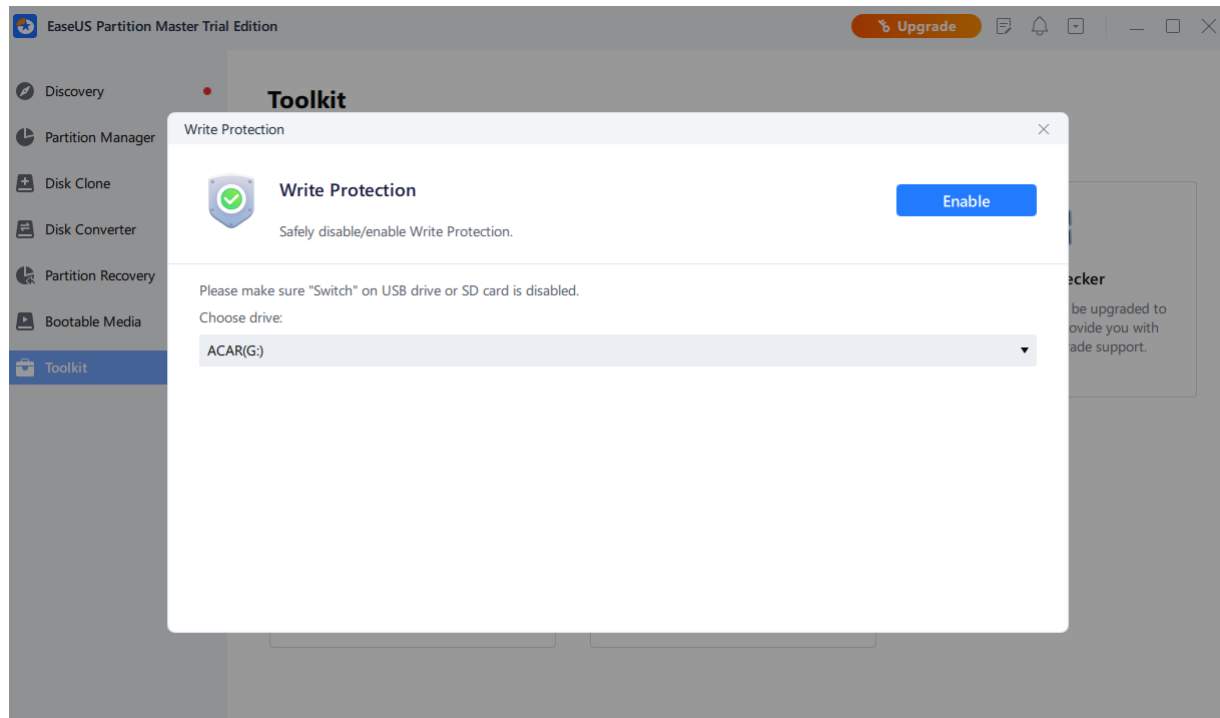 EaseUS Partition Master Trial Edition
Upgrade
Discovery
Partition Manager
Disk Clone
Disk Converter
Partition Recovery
Bootable Media
Toolkit
Toolkit
Write Protection
Write Protection
Enable
Safely disable/enable Write Protection.
Please make sure "Switch" on USB drive or SD card is disabled.
Choose drive:
ACAR(G:)
ecker
be upgraded to
ovide you with
ade support.